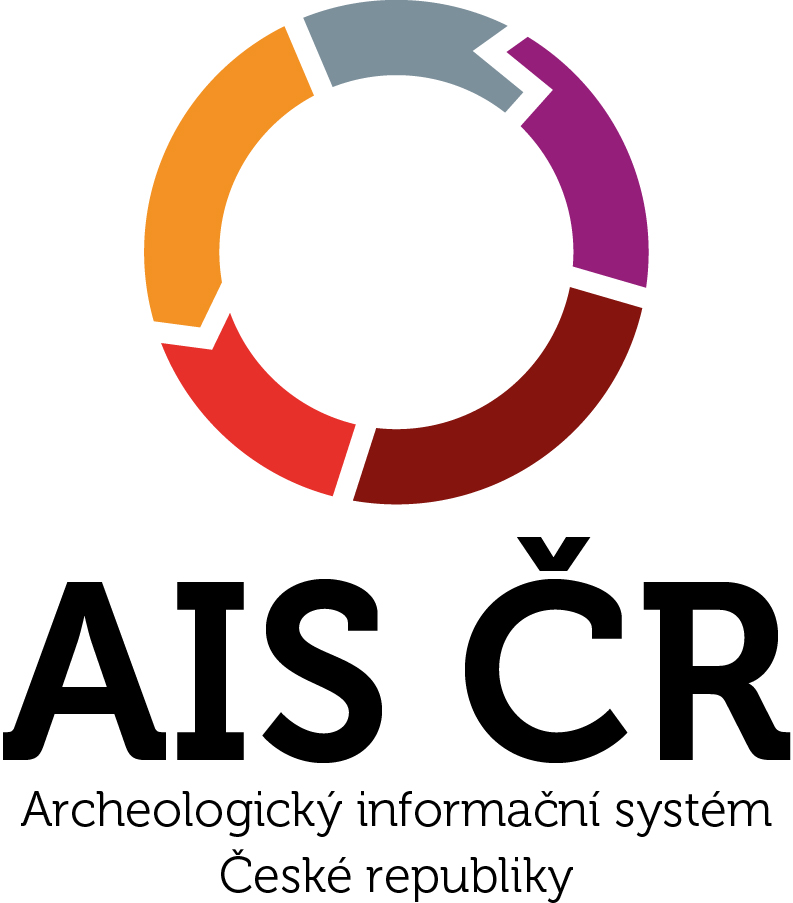 AIS ČR
Archeologický informační systém
České republiky